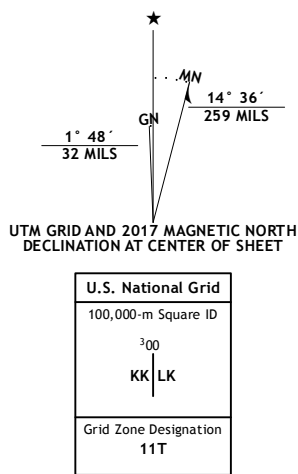 ★
MN
GN
14° 36´
259 MILS
1° 48´
32 MILS
UTM GRID AND 2017 MAGNETIC NORTH
DECLINATION AT CENTER OF SHEET
U.S. National Grid
100,000-m Square ID
³00
KK LK
Grid Zone Designation
11T